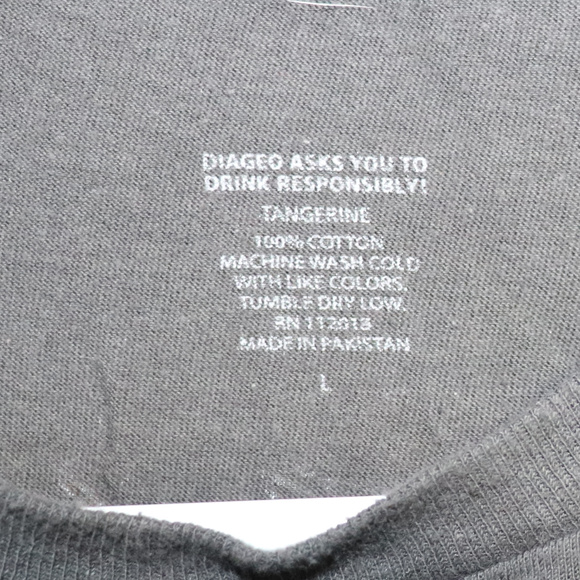 DIAGEO ASKS YOU TO
DRINK RESPONSIBLY!
TANGERINE
100% COTTON
MACHINE WASH COLD
WITH LIKE COLORS.
TUMBLE DRY LOW.
RN 112018
MADE IN PAKISTAN
L